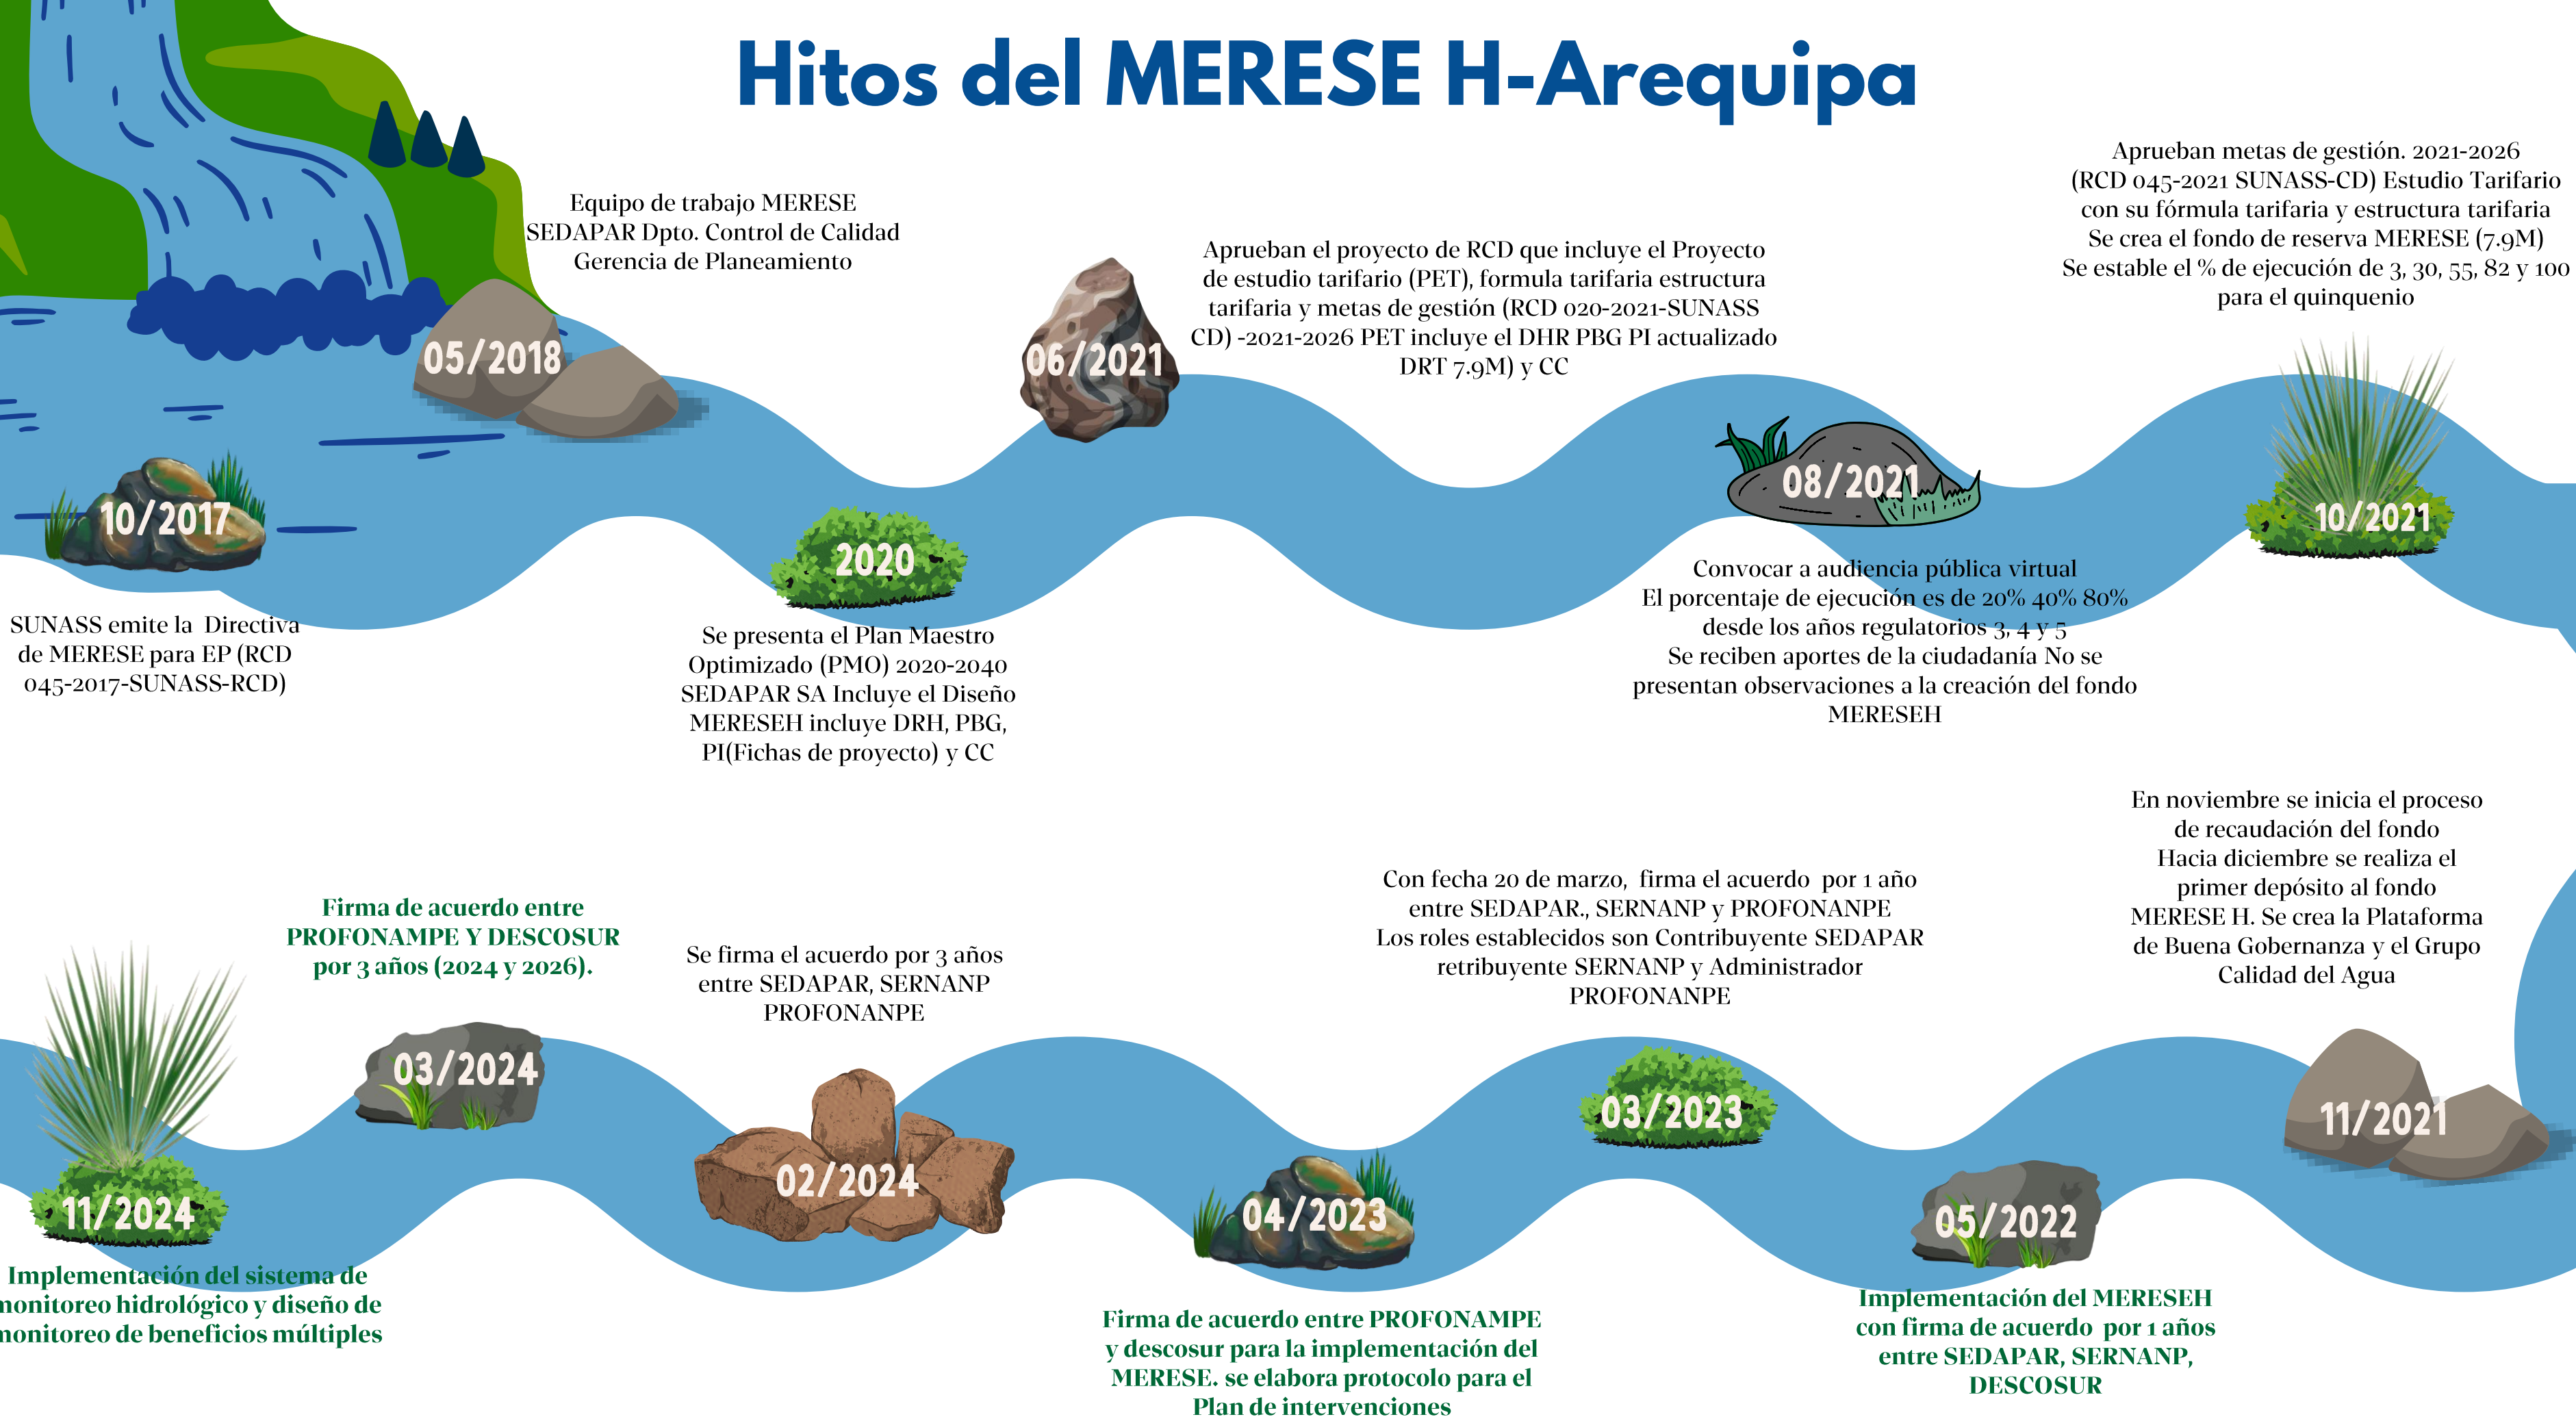 Hitos del MERESE H-Arequipa
10/2017
SUNASS emite la Directiva
de MERESE para EP (RCD
045-2017-SUNASS-RCD)
Equipo de trabajo MERESE
SEDAPAR Dpto. Control de Calidad
Gerencia de Planeamiento
05/2018
2020
Se presenta el Plan Maestro
Optimizado (PMO) 2020-2040
SEDAPAR SA Incluye el Diseño
MERESEH incluye DRH, PBG,
PI(Fichas de proyecto) y CC
06/2021
Aprueban el proyecto de RCD que incluye el Proyecto
de estudio tarifario (PET), formula tarifaria estructura
tarifaria y metas de gestión (RCD 020-2021-SUNASS
CD) -2021-2026 PET incluye el DHR PBG PI actualizado
DRT 7.9M) y CC
08/2021
Convocar a audiencia pública virtual
El porcentaje de ejecución es de 20% 40% 80%
desde los años regulatorios 3, 4 y 5
Se reciben aportes de la ciudadanía No se
presentan observaciones a la creación del fondo
MERESEH
Aprueban metas de gestión. 2021-2026
(RCD 045-2021 SUNASS-CD) Estudio Tarifario
con su fórmula tarifaria y estructura tarifaria
Se crea el fondo de reserva MERESE (7.9M)
Se estable el % de ejecución de 3, 30, 55, 82 y 100
para el quinquenio
10/2021
En noviembre se inicia el proceso
de recaudación del fondo
Hacia diciembre se realiza el
primer depósito al fondo
MERESE H. Se crea la Plataforma
de Buena Gobernanza y el Grupo
Calidad del Agua
11/2021
05/2022
Implementación del MERESEH
con firma de acuerdo por 1 años
entre SEDAPAR, SERNANP,
DESCOSUR
Con fecha 20 de marzo, firma el acuerdo por 1 año
entre SEDAPAR., SERNANP y PROFONANPE
Los roles establecidos son Contribuyente SEDAPAR
retribuyente SERNANP y Administrador
PROFONANPE
03/2023
04/2023
Firma de acuerdo entre PROFONAMPE
y descosur para la implementación del
MERESE. se elabora protocolo para el
Plan de intervenciones
Se firma el acuerdo por 3 años
entre SEDAPAR, SERNANP
PROFONANPE
02/2024
Firma de acuerdo entre
PROFONAMPE Y DESCOSUR
por 3 años (2024 y 2026).
03/2024
11/2024
Implementación del sistema de
monitoreo hidrológico y diseño de
monitoreo de beneficios múltiples